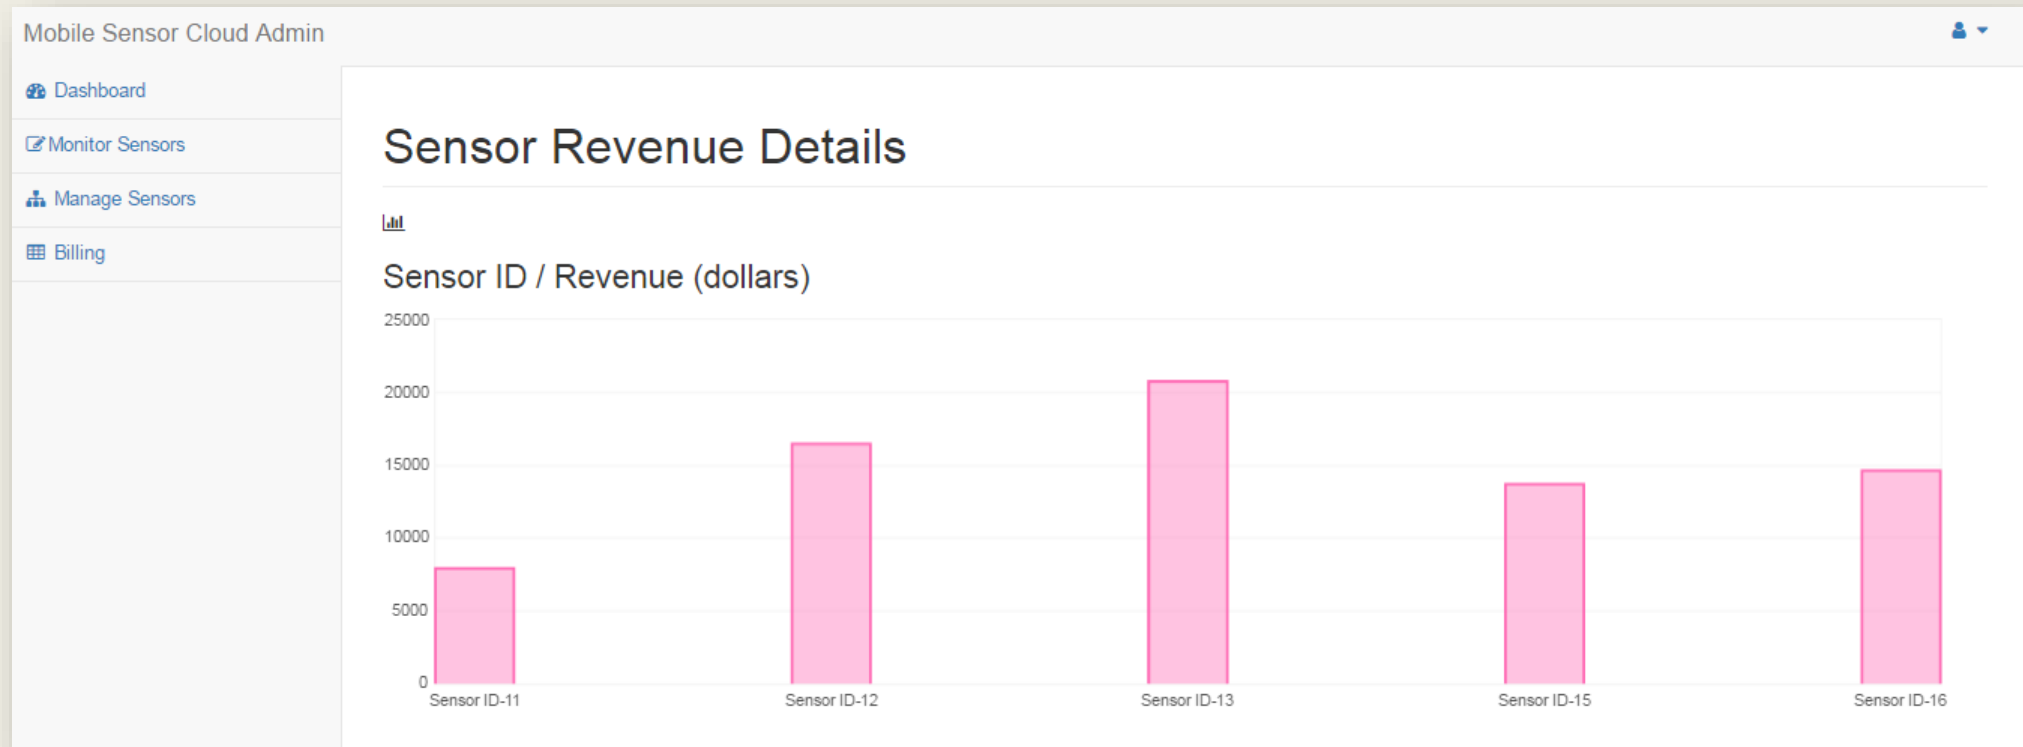 Mobile Sensor Cloud Admin
Dashboard
Monitor Sensors
Manage Sensors
Billing
Sensor Revenue Details
Sensor ID / Revenue (dollars)
25000
20000
15000
10000
5000
0
Sensor ID-11
Sensor ID-12
Sensor ID-13
Sensor ID-15
Sensor ID-16